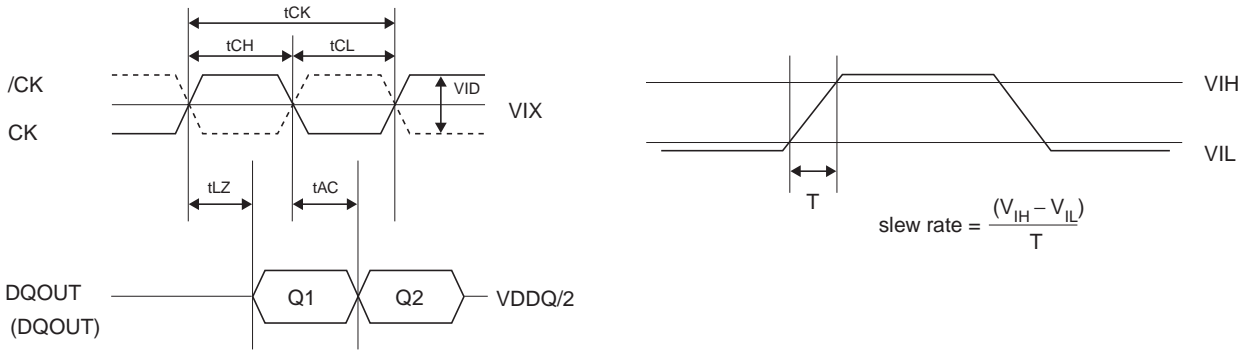 tCK
tCH
tCL
/CK
VID
VIX
CK
tLZ
tAC
DQOUT
(DQOUT)
Q1
Q2
VDDQ/2
VIH
VIL
T
slew rate = (VIH – VIL)
T